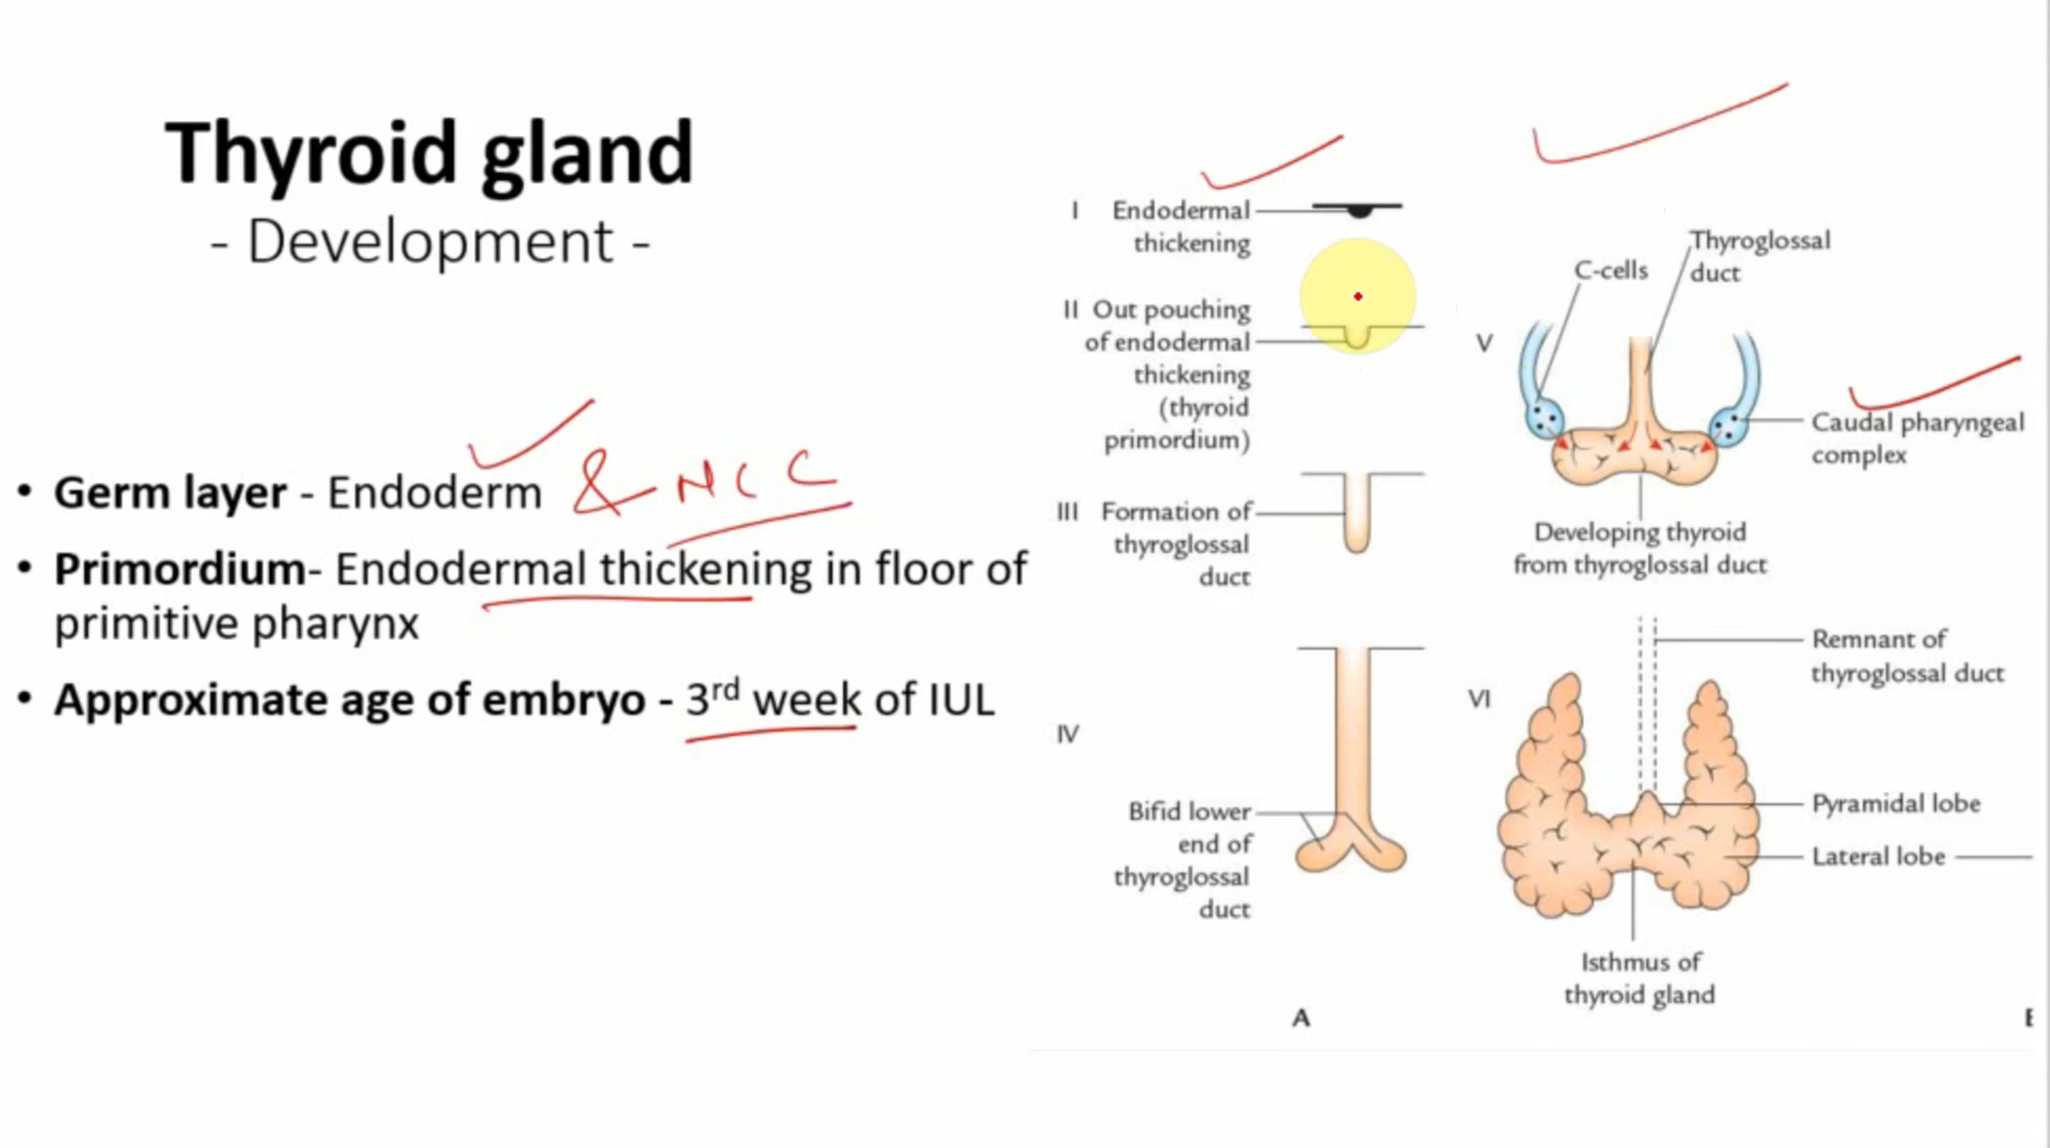 Thyroid gland
- Development -
• Germ layer - Endoderm & NCC
• Primordium- Endodermal thickening in floor of
primitive pharynx
• Approximate age of embryo - 3rd week of IUL
I Endodermal
thickening
II Out pouching
of endodermal
thickening
(thyroid
primordium)
III Formation of
thyroglossal
duct
IV
Bifid lower
end of
thyroglossal
duct
A
Thyroglossal
duct
C-cells
V
Caudal pharyngeal
complex
Developing thyroid
from thyroglossal duct
Remnant of
thyroglossal duct
VI
Pyramidal lobe
Lateral lobe
Isthmus of
thyroid gland